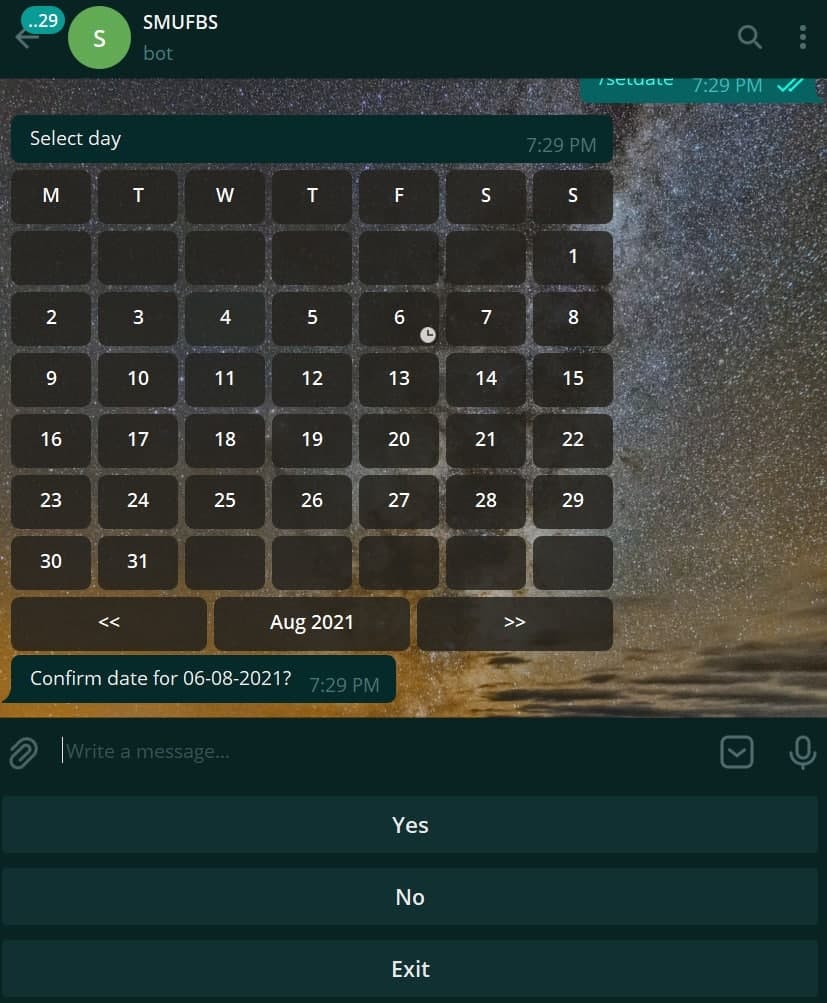 ..29
S
SMUFBS
bot
/setdate 7:29 PM
Select day
7:29 PM
M T W T F S S
1
2 3 4 5 6 7 8
9 10 11 12 13 14 15
16 17 18 19 20 21 22
23 24 25 26 27 28 29
30 31
<< Aug 2021 >>
Confirm date for 06-08-2021? 7:29 PM
Write a message...
Yes
No
Exit